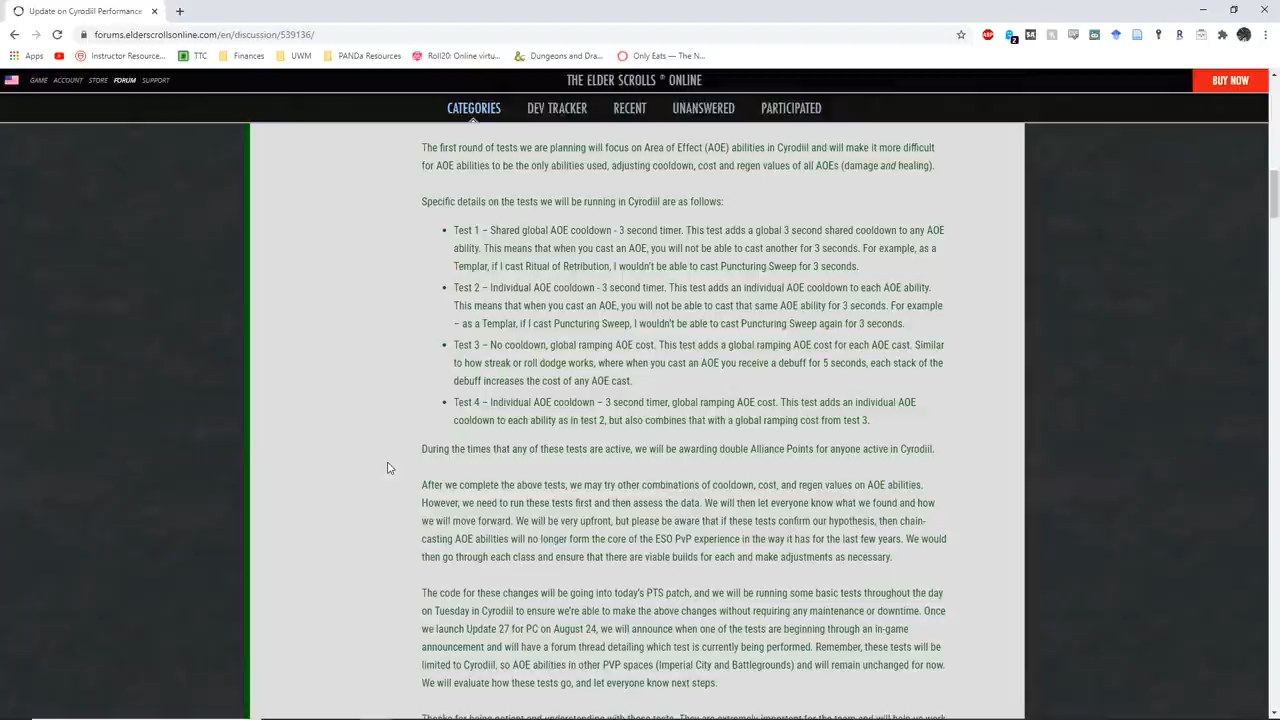 Update on Cyrodiil Performance
forums.elderscrollsonline.com/en/discussion/539136/
Apps
Instructor Resource...
TTC
Finances
UWM
PANDa Resources
Roll20: Online virtu...
Dungeons and Dra...
Only Eats — The N...
GAME ACCOUNT STORE FORUM SUPPORT
THE ELDER SCROLLS ® ONLINE
BUY NOW
CATEGORIES DEV TRACKER RECENT UNANSWERED PARTICIPATED
The first round of tests we are planning will focus on Area of Effect (AOE) abilities in Cyrodiil and will make it more difficult
for AOE abilities to be the only abilities used, adjusting cooldown, cost and regen values of all AOEs (damage and healing).
Specific details on the tests we will be running in Cyrodiil are as follows:
• Test 1 – Shared global AOE cooldown - 3 second timer. This test adds a global 3 second shared cooldown to any AOE
ability. This means that when you cast an AOE, you will not be able to cast another for 3 seconds. For example, as a
Templar, if I cast Ritual of Retribution, I wouldn't be able to cast Puncturing Sweep for 3 seconds.
• Test 2 – Individual AOE cooldown - 3 second timer. This test adds an individual AOE cooldown to each AOE ability.
This means that when you cast an AOE, you will not be able to cast that same AOE ability for 3 seconds. For example
– as a Templar, if I cast Puncturing Sweep, I wouldn't be able to cast Puncturing Sweep again for 3 seconds.
• Test 3 – No cooldown, global ramping AOE cost. This test adds a global ramping AOE cost for each AOE cast. Similar
to how streak or roll dodge works, where when you cast an AOE you receive a debuff for 5 seconds, each stack of the
debuff increases the cost of any AOE cast.
• Test 4 – Individual AOE cooldown – 3 second timer, global ramping AOE cost. This test adds an individual AOE
cooldown to each ability as in test 2, but also combines that with a global ramping cost from test 3.
During the times that any of these tests are active, we will be awarding double Alliance Points for anyone active in Cyrodiil.
After we complete the above tests, we may try other combinations of cooldown, cost, and regen values on AOE abilities.
However, we need to run these tests first and then assess the data. We will then let everyone know what we found and how
we will move forward. We will be very upfront, but please be aware that if these tests confirm our hypothesis, then chain-
casting AOE abilities will no longer form the core of the ESO PvP experience in the way it has for the last few years. We would
then go through each class and ensure that there are viable builds for each and make adjustments as necessary.
The code for these changes will be going into today's PTS patch, and we will be running some basic tests throughout the day
on Tuesday in Cyrodiil to ensure we're able to make the above changes without requiring any maintenance or downtime. Once
we launch Update 27 for PC on August 24, we will announce when one of the tests are beginning through an in-game
announcement and will have a forum thread detailing which test is currently being performed. Remember, these tests will be
limited to Cyrodiil, so AOE abilities in other PVP spaces (Imperial City and Battlegrounds) and will remain unchanged for now.
We will evaluate how these tests go, and let everyone know next steps.
Thanks for being patient and understanding with these tests. They are extremely important for the team and will help us work